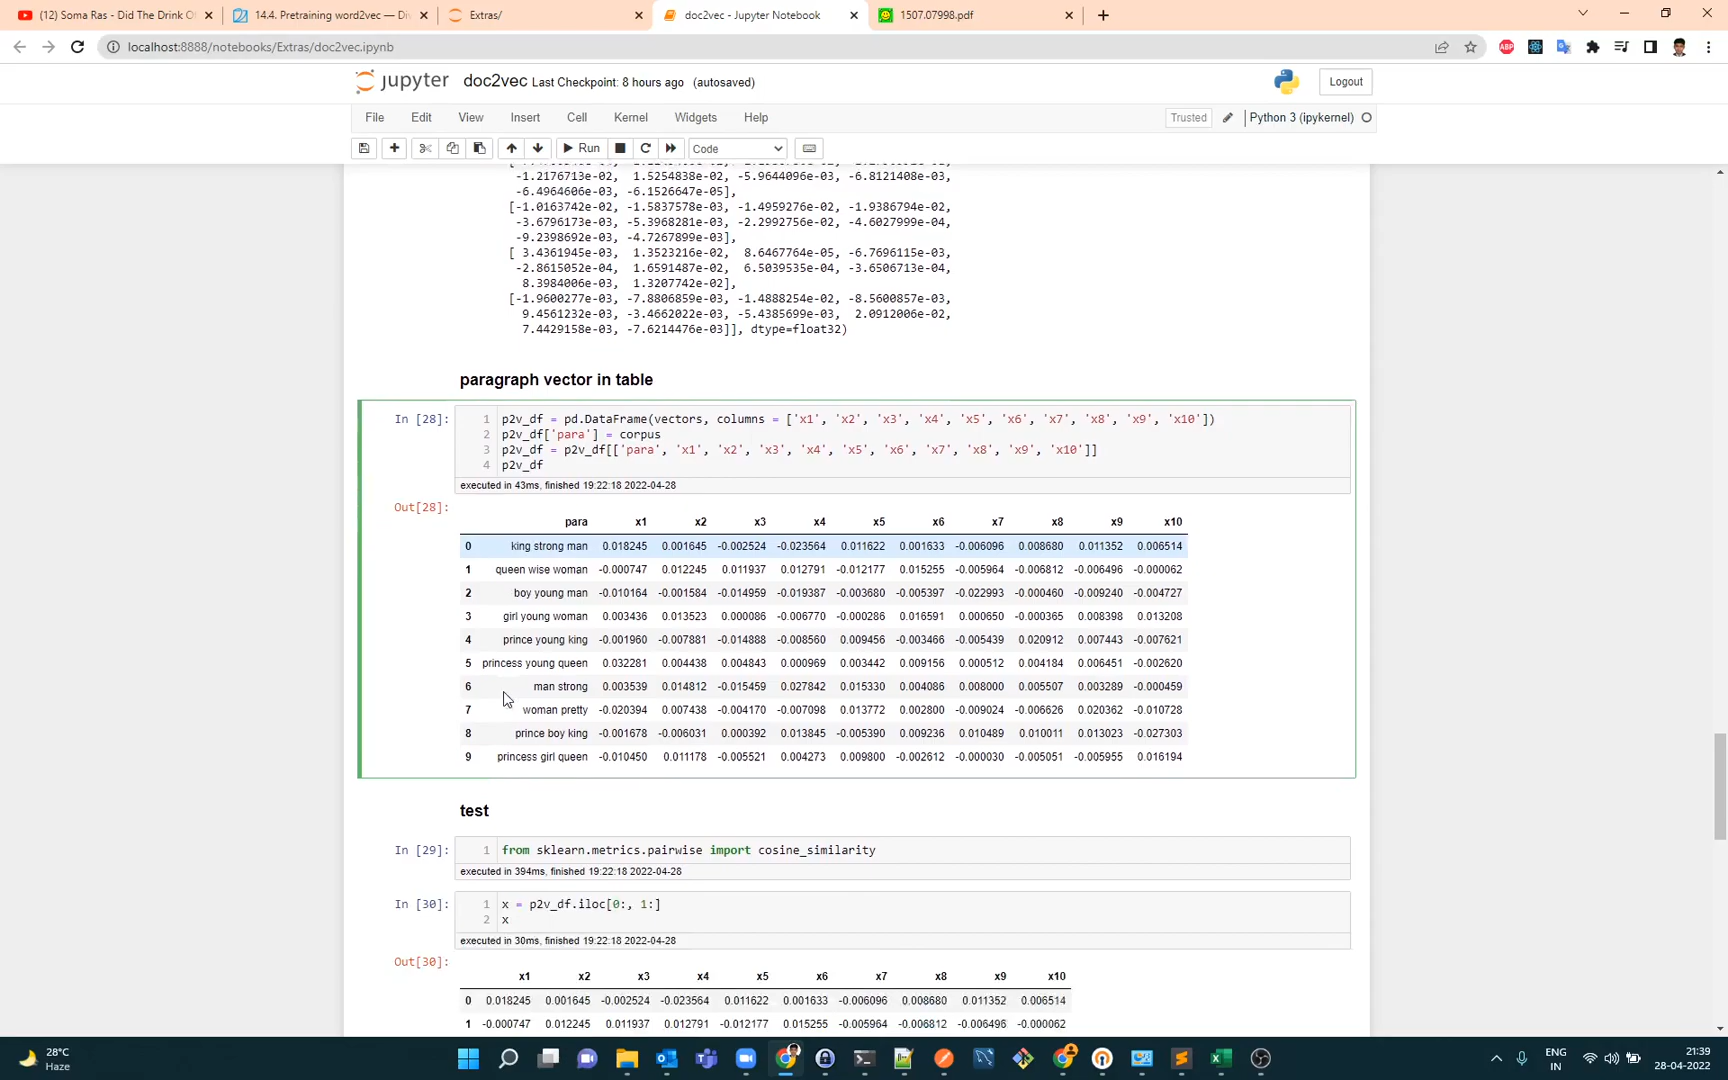 (12) Soma Ras - Did The Drink Of
14.4. Pretraining word2vec — Div
Extras/
doc2vec - Jupyter Notebook
1507.07998.pdf
localhost:8888/notebooks/Extras/doc2vec.ipynb
ABP
jupyter
doc2vec Last Checkpoint: 8 hours ago (autosaved)
Logout
File Edit View Insert Cell Kernel Widgets Help
Trusted
Python 3 (ipykernel)
Run
Code
-1.2176713e-02, 1.5254838e-02, -5.9644096e-03, -6.8121408e-03,
-6.4964606e-03, -6.1526647e-05],
[-1.0163742e-02, -1.5837578e-03, -1.4959276e-02, -1.9386794e-02,
-3.6796173e-03, -5.3968281e-03, -2.2992756e-02, -4.6027999e-04,
-9.2398692e-03, -4.7267899e-03],
[ 3.4361945e-03, 1.3523216e-02, 8.6467764e-05, -6.7696115e-03,
-2.8615052e-04, 1.6591487e-02, 6.5039535e-04, -3.6506713e-04,
8.3984006e-03, 1.3207742e-02],
[-1.9600277e-03, -7.8806859e-03, -1.4888254e-02, -8.5600857e-03,
9.4561232e-03, -3.4662022e-03, -5.4385699e-03, 2.0912006e-02,
7.4429158e-03, -7.6214476e-03]], dtype=float32)
paragraph vector in table
In [28]:
1 p2v_df = pd.DataFrame(vectors, columns = ['x1', 'x2', 'x3', 'x4', 'x5', 'x6', 'x7', 'x8', 'x9', 'x10'])
2 p2v_df['para'] = corpus
3 p2v_df = p2v_df[['para', 'x1', 'x2', 'x3', 'x4', 'x5', 'x6', 'x7', 'x8', 'x9', 'x10']]
4 p2v_df
executed in 43ms, finished 19:22:18 2022-04-28
Out[28]:
para x1 x2 x3 x4 x5 x6 x7 x8 x9 x10
0 king strong man 0.018245 0.001645 -0.002524 -0.023564 0.011622 0.001633 -0.006096 0.008680 0.011352 0.006514
1 queen wise woman -0.000747 0.012245 0.011937 0.012791 -0.012177 0.015255 -0.005964 -0.006812 -0.006496 -0.000062
2 boy young man -0.010164 -0.001584 -0.014959 -0.019387 -0.003680 -0.005397 -0.022993 -0.000460 -0.009240 -0.004727
3 girl young woman 0.003436 0.013523 0.000086 -0.006770 -0.000286 0.016591 0.000650 -0.000365 0.008398 0.013208
4 prince young king -0.001960 -0.007881 -0.014888 -0.008560 0.009456 -0.003466 -0.005439 0.020912 0.007443 -0.007621
5 princess young queen 0.032281 0.004438 0.004843 0.000969 0.003442 0.009156 0.000512 0.004184 0.006451 -0.002620
6 man strong 0.003539 0.014812 -0.015459 0.027842 0.015330 0.004086 0.008000 0.005507 0.003289 -0.000459
7 woman pretty -0.020394 0.007438 -0.004170 -0.007098 0.013772 0.002800 -0.009024 -0.006626 0.020362 -0.010728
8 prince boy king -0.001678 -0.006031 0.000392 0.013845 -0.005390 0.009236 0.010489 0.010011 0.013023 -0.027303
9 princess girl queen -0.010450 0.011178 -0.005521 0.004273 0.009800 -0.002612 -0.000030 -0.005051 -0.005955 0.016194
test
In [29]:
1 from sklearn.metrics.pairwise import cosine_similarity
executed in 394ms, finished 19:22:18 2022-04-28
In [30]:
1 x = p2v_df.iloc[0:, 1:]
2 x
executed in 30ms, finished 19:22:18 2022-04-28
Out[30]:
x1 x2 x3 x4 x5 x6 x7 x8 x9 x10
0 0.018245 0.001645 -0.002524 -0.023564 0.011622 0.001633 -0.006096 0.008680 0.011352 0.006514
1 -0.000747 0.012245 0.011937 0.012791 -0.012177 0.015255 -0.005964 -0.006812 -0.006496 -0.000062
28°C
Haze
ENG
IN
21:39
28-04-2022